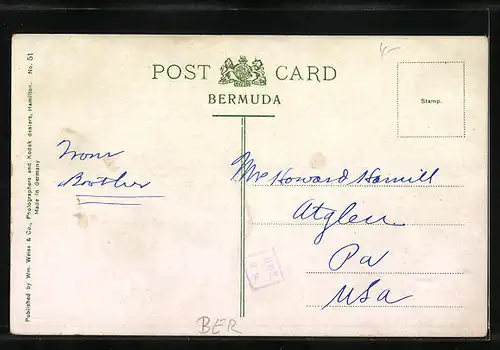 4-
POST CARD
BERMUDA
Stamp.
Published by Wm. Weiss & Co., Photographers and Kodak dealers, Hamilton. No. 51
Made in Germany
From
Brother
Mr Howard Hamill
Atglen
Pa
USA
BER